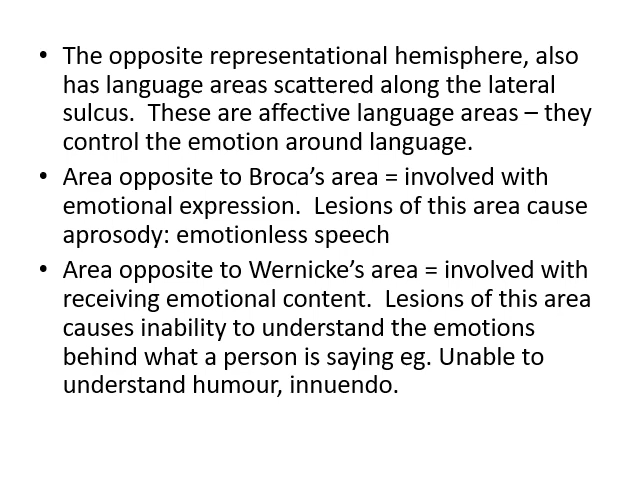 • The opposite representational hemisphere, also
has language areas scattered along the lateral
sulcus.  These are affective language areas – they
control the emotion around language.
• Area opposite to Broca’s area = involved with
emotional expression.  Lesions of this area cause
aprosody: emotionless speech
• Area opposite to Wernicke’s area = involved with
receiving emotional content.  Lesions of this area
causes inability to understand the emotions
behind what a person is saying eg. Unable to
understand humour, innuendo.